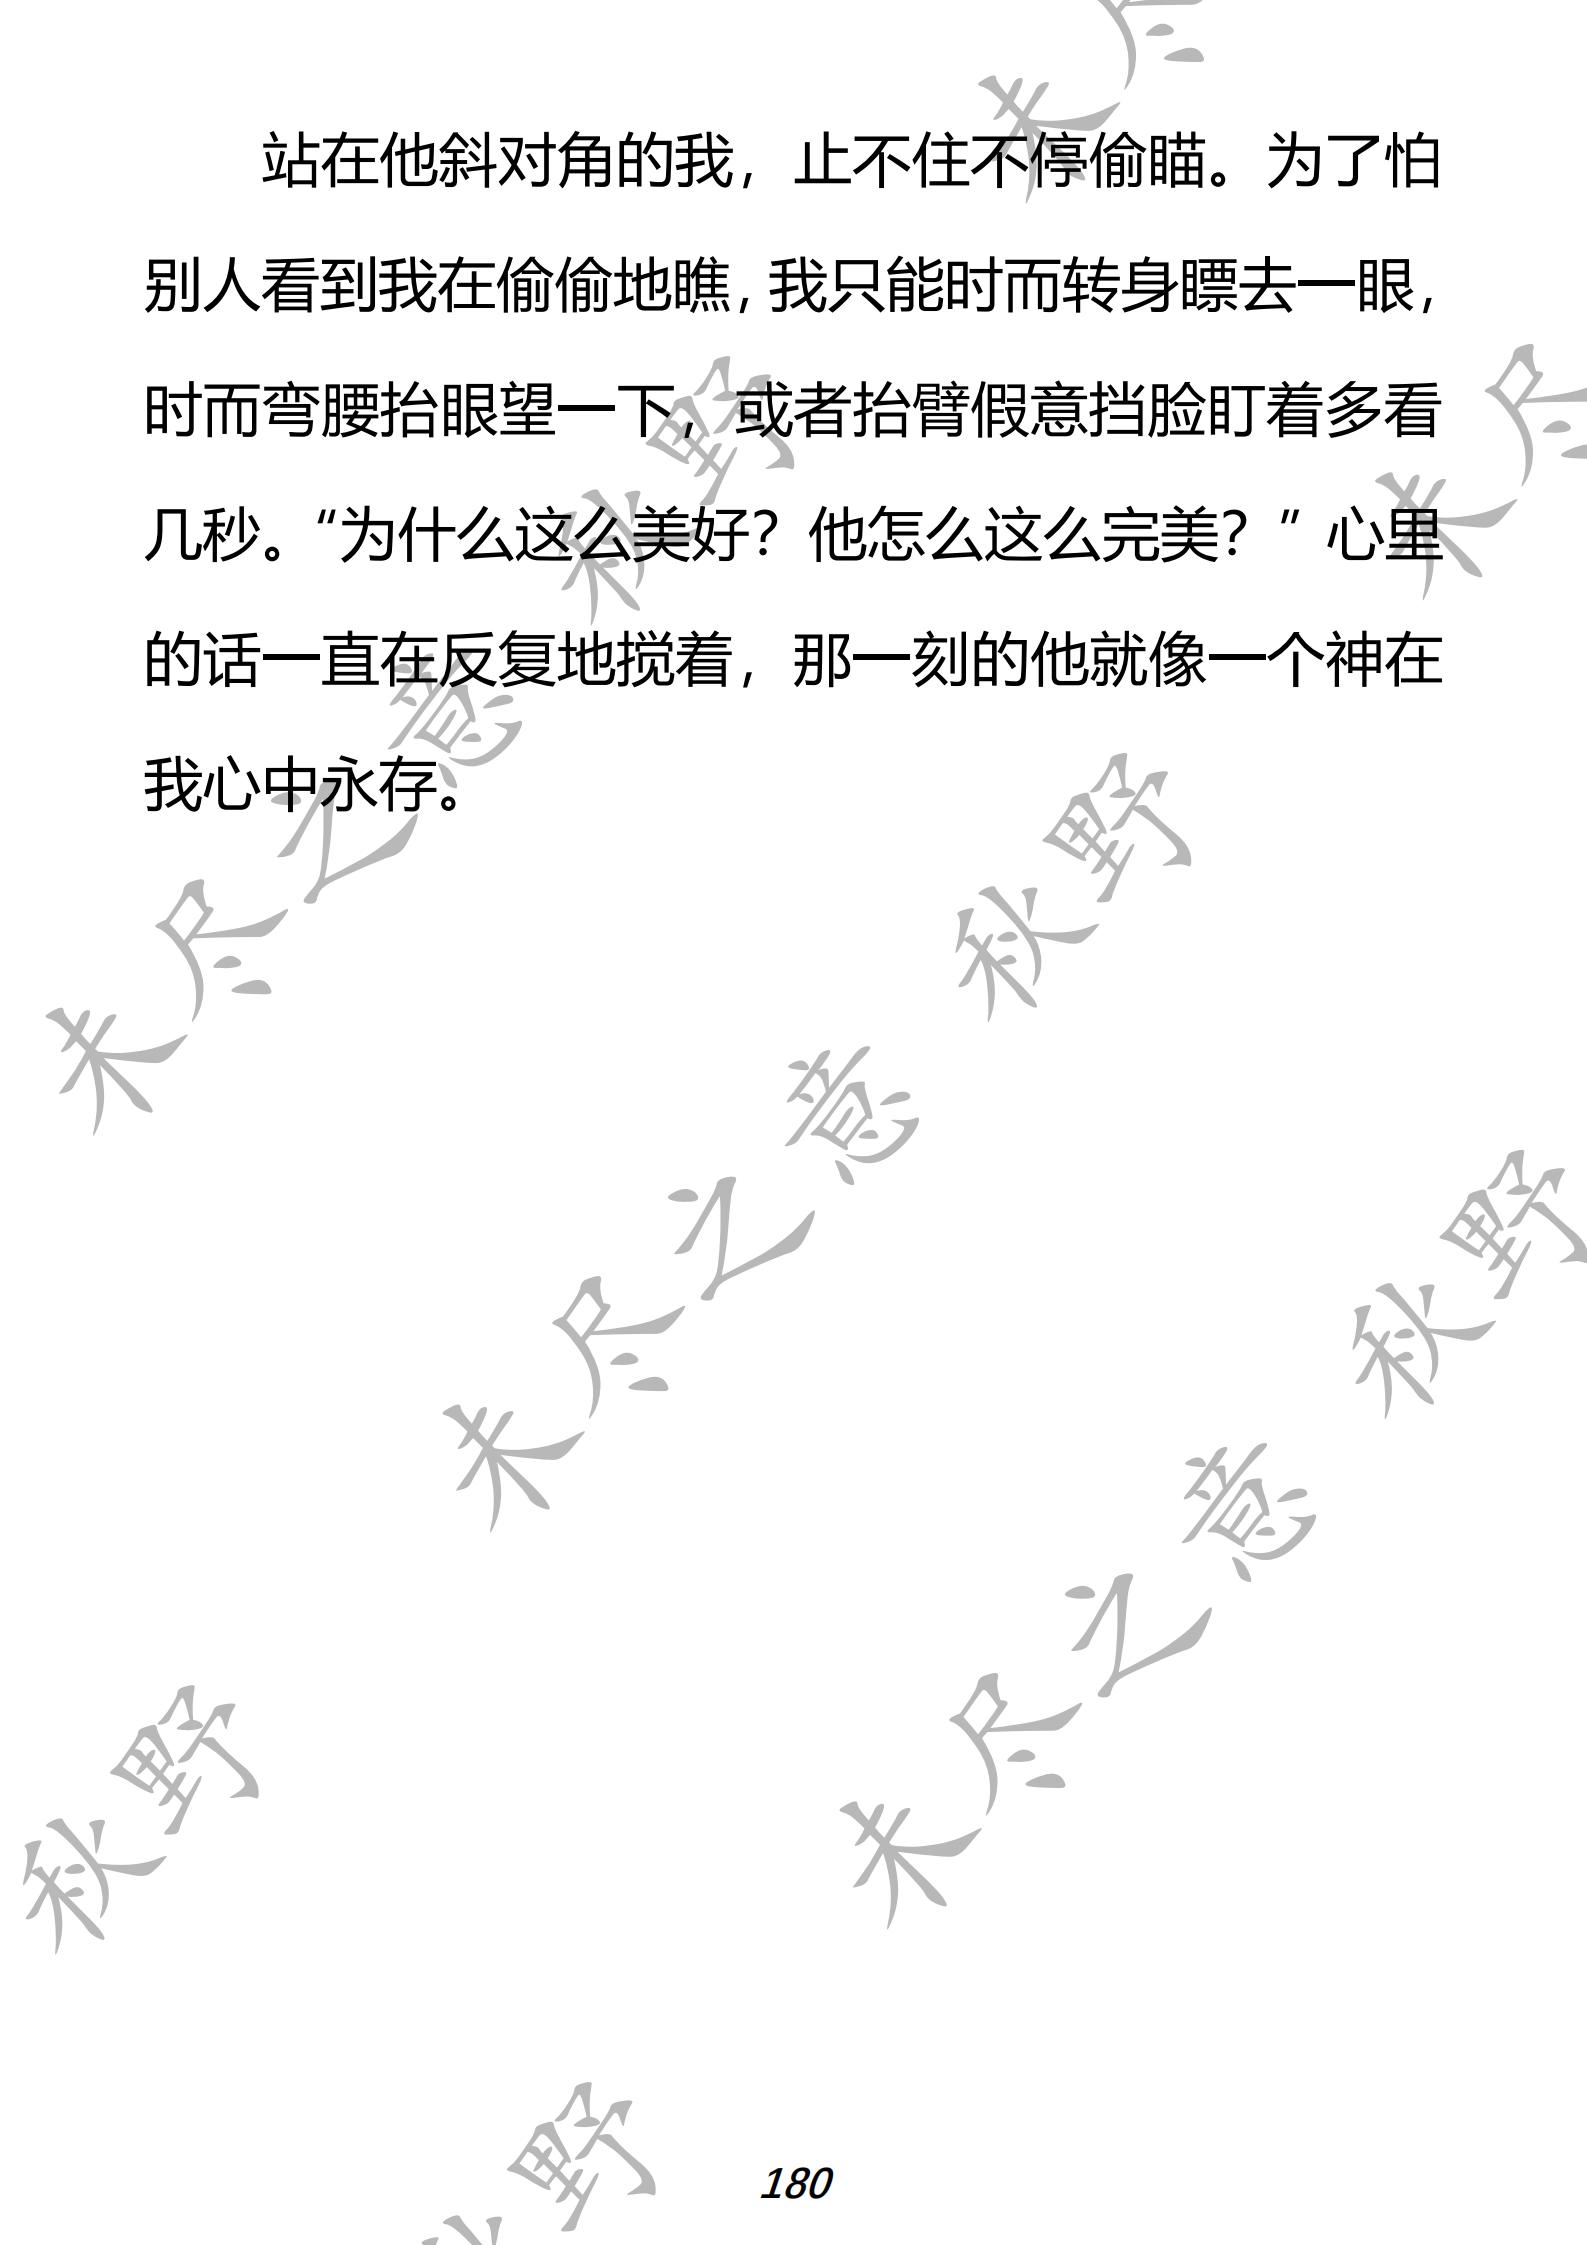 站在他斜对角的我，止不住不停偷瞄。为了怕
别人看到我在偷偷地瞧，我只能时而转身瞟去一眼，
时而弯腰抬眼望一下，或者抬臂假意挡脸盯着多看
几秒。“为什么这么美好？他怎么这么完美？”心里
的话一直在反复地搅着，那一刻的他就像一个神在
我心中永存。
未尽
未尽
未尽之意 秋野
未尽之意 秋野
未尽之意 秋野
秋野
秋野
180